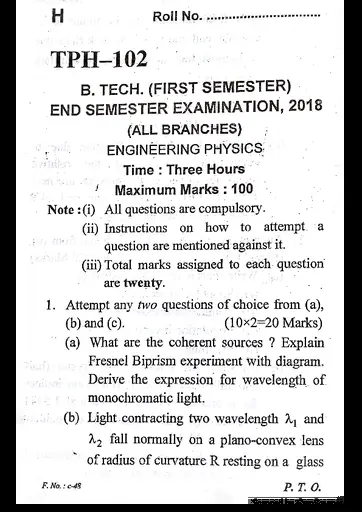 H Roll No. ..............................
TPH–102
B. TECH. (FIRST SEMESTER)
END SEMESTER EXAMINATION, 2018
(ALL BRANCHES)
ENGINEERING PHYSICS
Time : Three Hours
Maximum Marks : 100
Note :(i) All questions are compulsory.
(ii) Instructions on how to attempt a
question are mentioned against it.
(iii) Total marks assigned to each question
are twenty.
1. Attempt any two questions of choice from (a),
(b) and (c). (10×2=20 Marks)
(a) What are the coherent sources ? Explain
Fresnel Biprism experiment with diagram.
Derive the expression for wavelength of
monochromatic light.
(b) Light contracting two wavelength λ₁ and
λ₂ fall normally on a plano-convex lens
of radius of curvature R resting on a glass
F. No. : c-48 P. T. O.